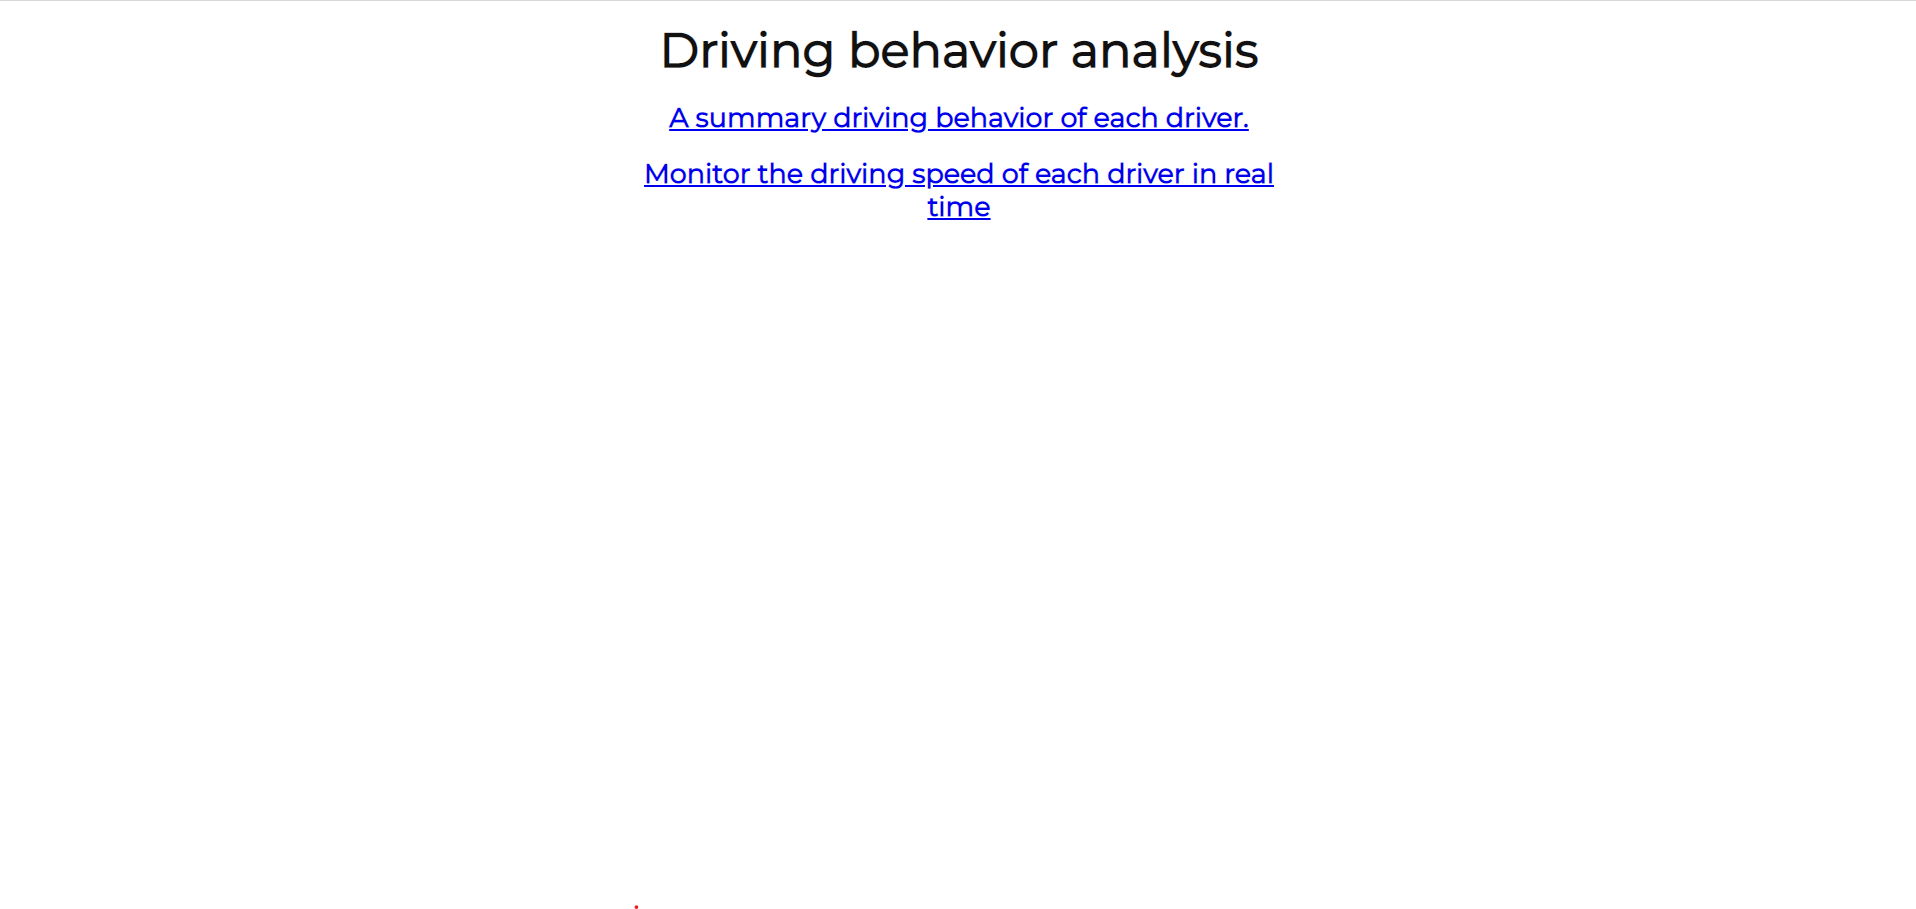 Driving behavior analysis
A summary driving behavior of each driver.
Monitor the driving speed of each driver in real
time